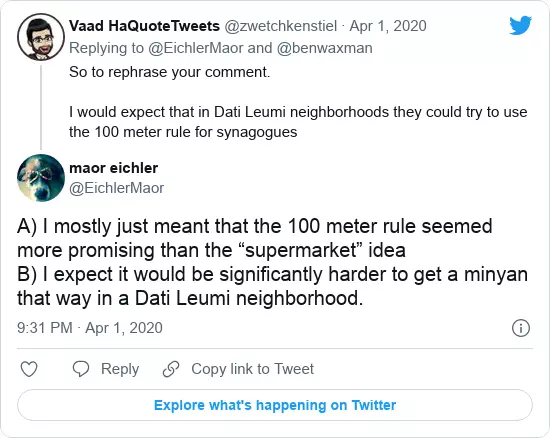 Vaad HaQuoteTweets @zwetchkenstiel · Apr 1, 2020
Replying to @EichlerMaor and @benwaxman
So to rephrase your comment.
I would expect that in Dati Leumi neighborhoods they could try to use
the 100 meter rule for synagogues
maor eichler
@EichlerMaor
A) I mostly just meant that the 100 meter rule seemed
more promising than the “supermarket” idea
B) I expect it would be significantly harder to get a minyan
that way in a Dati Leumi neighborhood.
9:31 PM · Apr 1, 2020
Reply
Copy link to Tweet
Explore what's happening on Twitter